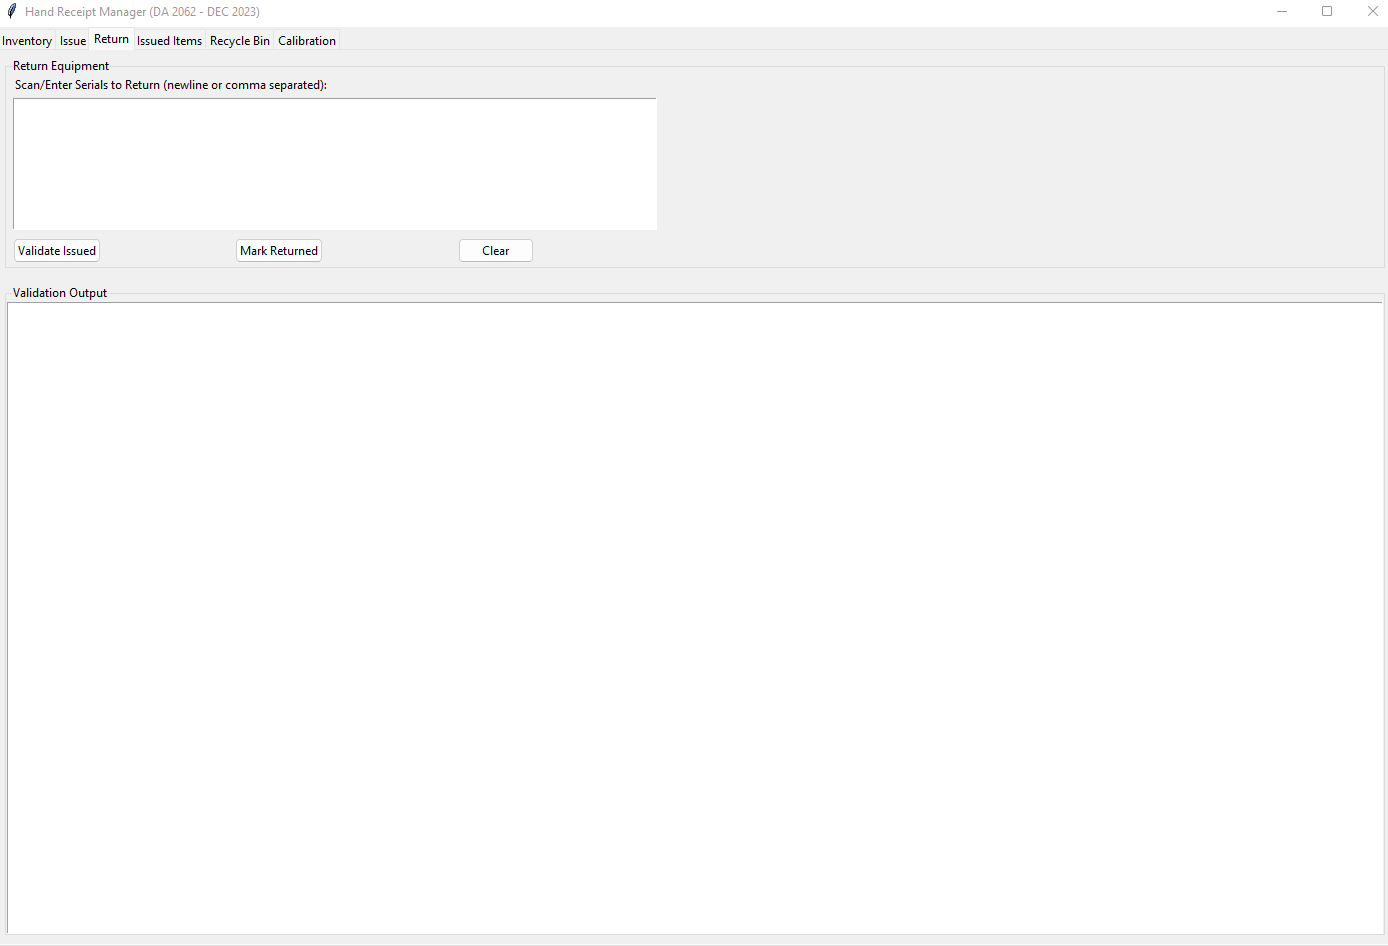 Hand Receipt Manager (DA 2062 - DEC 2023)
Inventory Issue Return Issued Items Recycle Bin Calibration
Return Equipment
Scan/Enter Serials to Return (newline or comma separated):
Validate Issued Mark Returned Clear
Validation Output